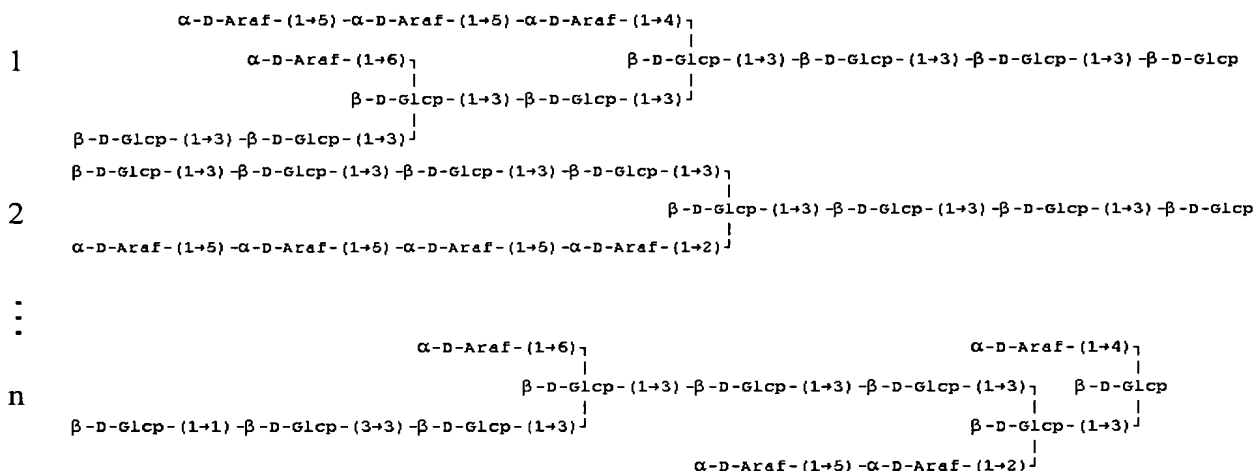 α-D-Araf-(1→5)-α-D-Araf-(1→5)-α-D-Araf-(1→4)┐
1 α-D-Araf-(1→6)┐ β-D-Glcp-(1→3)-β-D-Glcp-(1→3)-β-D-Glcp-(1→3)-β-D-Glcp
β-D-Glcp-(1→3)-β-D-Glcp-(1→3)┘
β-D-Glcp-(1→3)-β-D-Glcp-(1→3)┘
β-D-Glcp-(1→3)-β-D-Glcp-(1→3)-β-D-Glcp-(1→3)-β-D-Glcp-(1→3)┐
2 β-D-Glcp-(1→3)-β-D-Glcp-(1→3)-β-D-Glcp-(1→3)-β-D-Glcp
α-D-Araf-(1→5)-α-D-Araf-(1→5)-α-D-Araf-(1→5)-α-D-Araf-(1→2)┘
⋮
α-D-Araf-(1→6)┐ α-D-Araf-(1→4)┐
n β-D-Glcp-(1→3)-β-D-Glcp-(1→3)-β-D-Glcp-(1→3)┐ β-D-Glcp
β-D-Glcp-(1→1)-β-D-Glcp-(3→3)-β-D-Glcp-(1→3)┘ β-D-Glcp-(1→3)┘
α-D-Araf-(1→5)-α-D-Araf-(1→2)┘